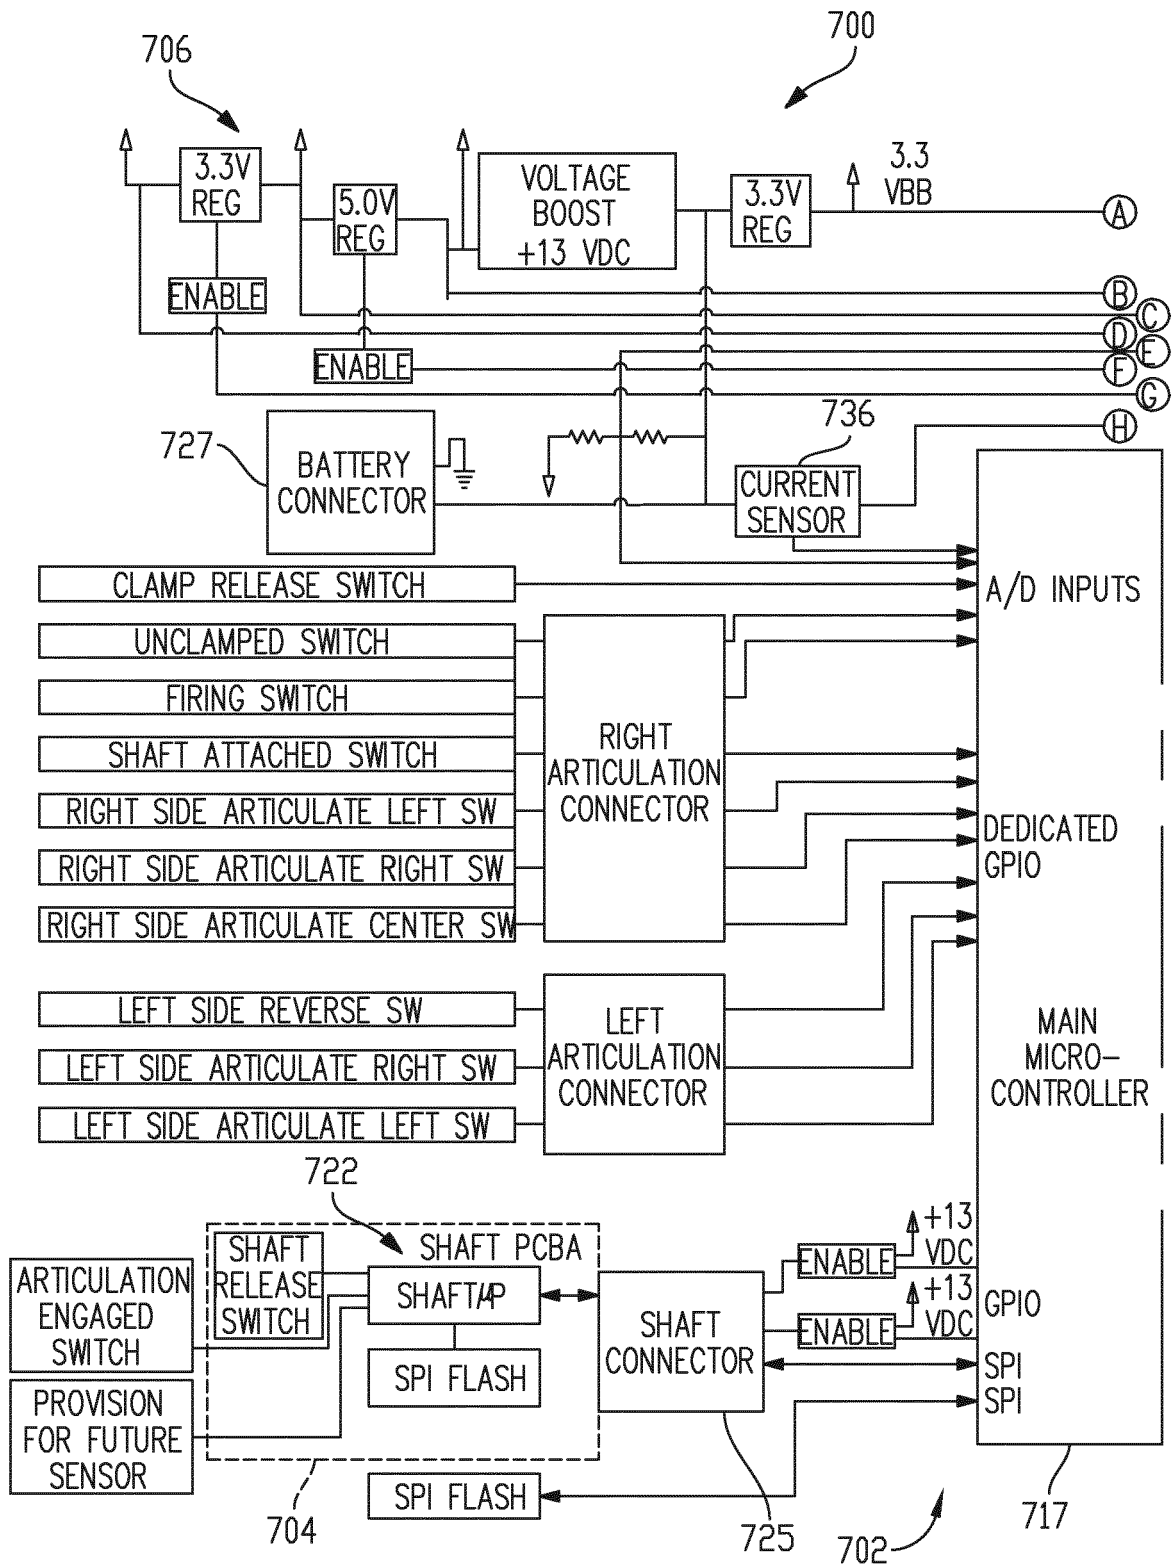 700
706
3.3V
REG
5.0V
REG
VOLTAGE
BOOST
+13 VDC
3.3V
REG
3.3
VBB
A
ENABLE
B
C
D
E
ENABLE
F
G
H
736
727
BATTERY
CONNECTOR
CURRENT
SENSOR
CLAMP RELEASE SWITCH
A/D INPUTS
UNCLAMPED SWITCH
FIRING SWITCH
SHAFT ATTACHED SWITCH
RIGHT SIDE ARTICULATE LEFT SW
RIGHT SIDE ARTICULATE RIGHT SW
RIGHT SIDE ARTICULATE CENTER SW
RIGHT
ARTICULATION
CONNECTOR
DEDICATED
GPIO
LEFT SIDE REVERSE SW
LEFT SIDE ARTICULATE RIGHT SW
LEFT SIDE ARTICULATE LEFT SW
LEFT
ARTICULATION
CONNECTOR
MAIN
MICRO-
CONTROLLER
722
SHAFT PCBA
SHAFT
RELEASE
SWITCH
ARTICULATION
ENGAGED
SWITCH
SHAFT µP
SPI FLASH
PROVISION
FOR FUTURE
SENSOR
SHAFT
CONNECTOR
ENABLE
+13
VDC
ENABLE
+13
VDC
GPIO
SPI
SPI
SPI FLASH
704
725
702
717